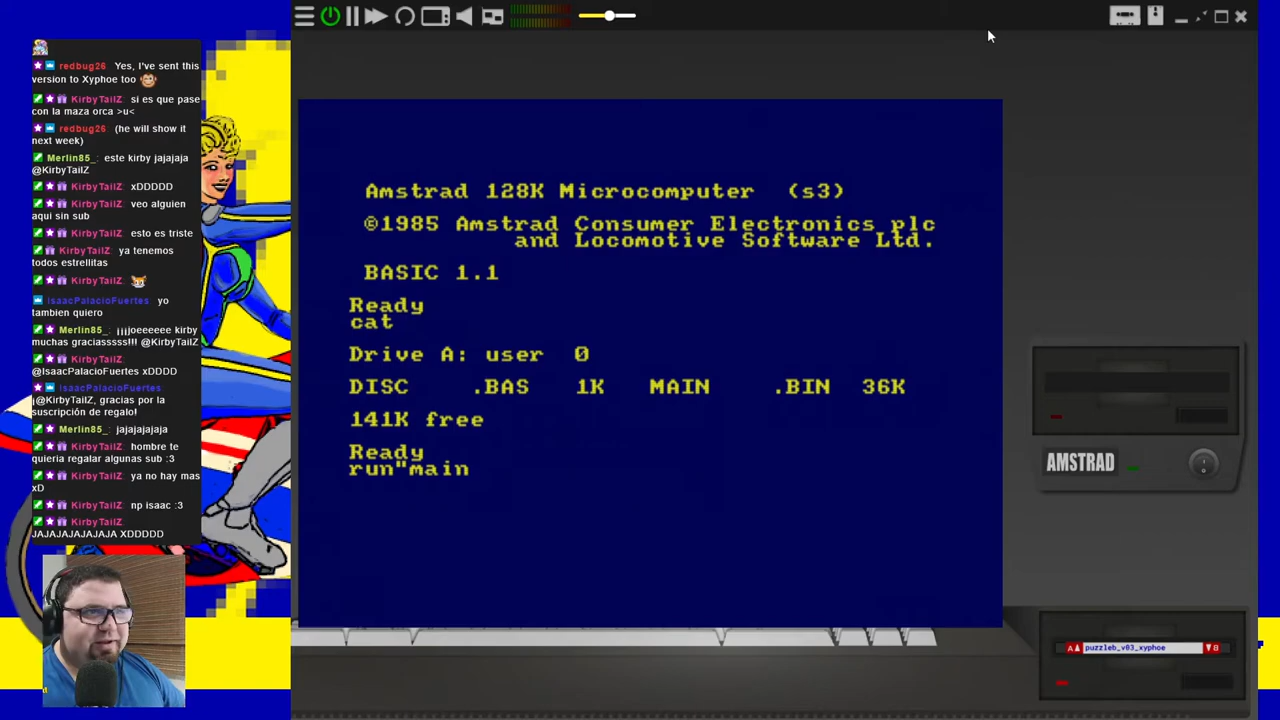 redbug26 Yes, I've sent this
version to Xyphoe too
KirbyTailZ: si es que pase
con la maza orca >u<
redbug26 (he will show it
next week)
Merlin85_: este kirby jajajaja
@KirbyTailZ
KirbyTailZ: xDDDDD
KirbyTailZ: veo alguien
aqui sin sub
KirbyTailZ: esto es triste
KirbyTailZ: ya tenemos
todos estrellitas
KirbyTailZ:
IsaacPalacioFuertes: yo
tambien quiero
Merlin85_: ¡¡¡joeeeeee kirby
muchas graciasssss!!! @KirbyTailZ
KirbyTailZ:
@IsaacPalacioFuertes xDDDD
IsaacPalacioFuertes:
¡@KirbyTailZ, gracias por la
suscripción de regalo!
Merlin85_: jajajajajaja
KirbyTailZ: hombre te
queria regalar algunas sub :3
KirbyTailZ: ya no hay mas
xD
KirbyTailZ: np isaac :3
KirbyTailZ:
JAJAJAJAJAJAJA XDDDDD
Amstrad 128K Microcomputer (s3)
©1985 Amstrad Consumer Electronics plc
and Locomotive Software Ltd.
BASIC 1.1
Ready
cat
Drive A: user 0
DISC .BAS 1K MAIN .BIN 36K
141K free
Ready
run"main
AMSTRAD
A puzzleb_v03_xyphoe B